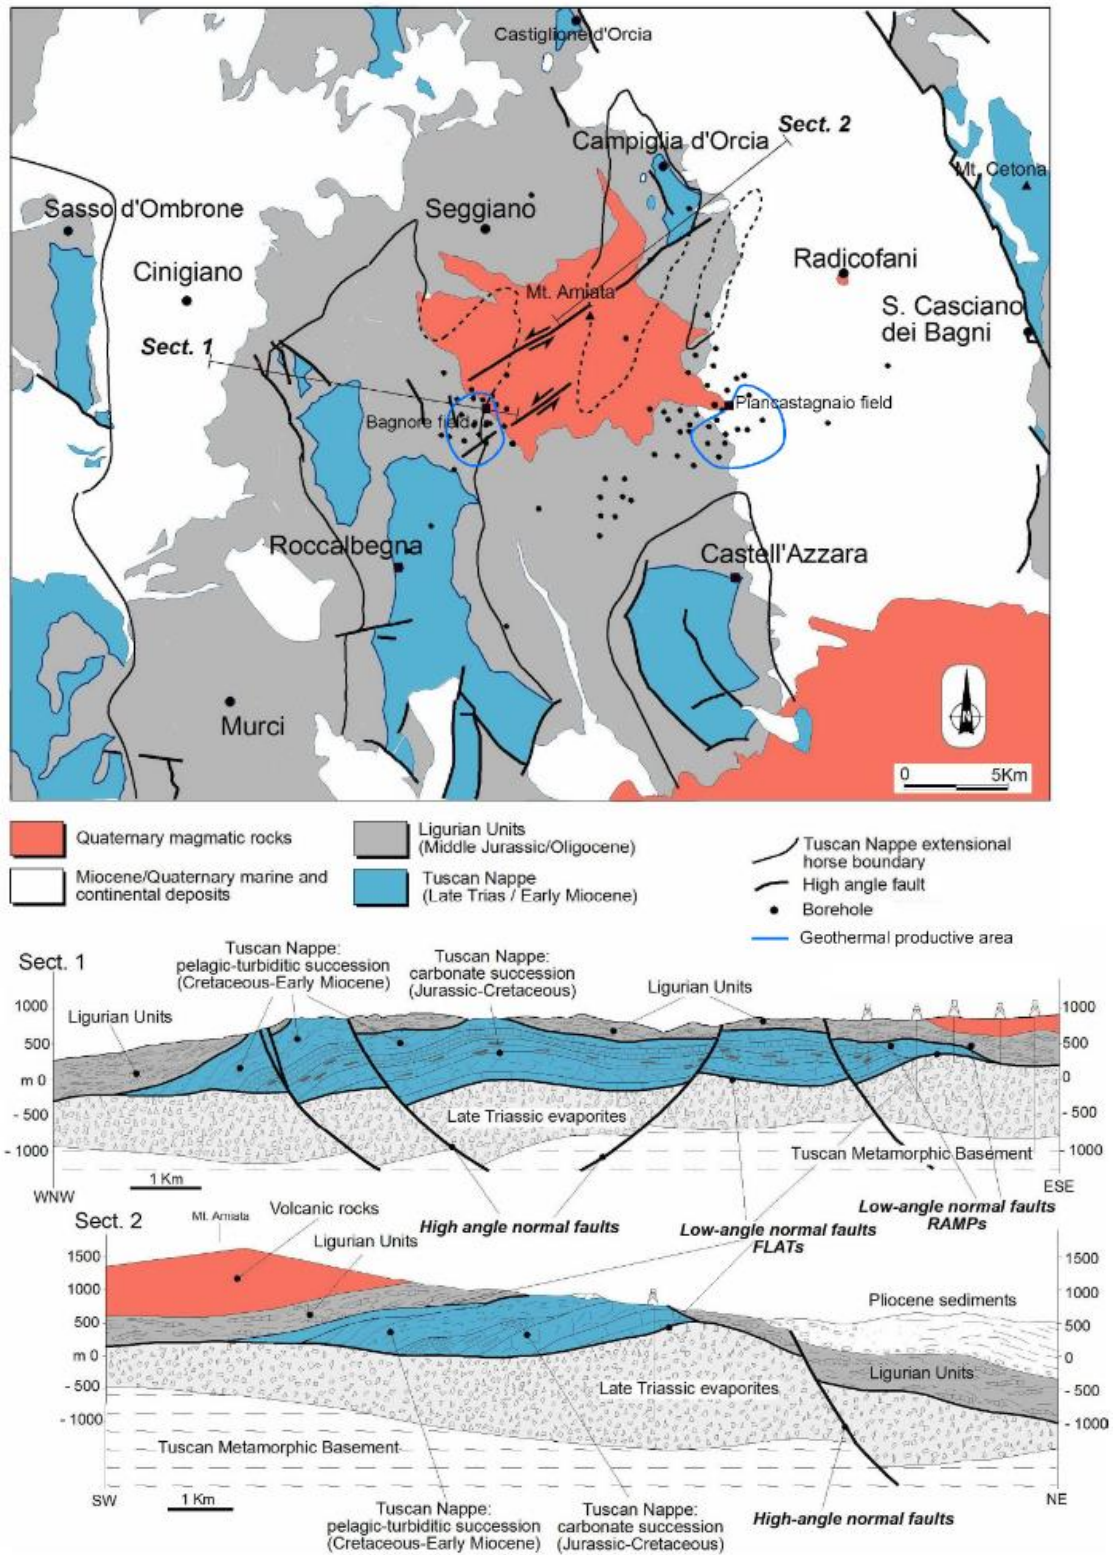 Castiglione d'Orcia
Sect. 2
Campiglia d'Orcia
Mt. Cetona
Sasso d'Ombrone
Seggiano
Cinigiano
Radicofani
Mt. Amiata
S. Casciano
dei Bagni
Sect. 1
Piancastagnaio field
Bagnore field
Roccalbegna
Castell'Azzara
Murci
N
0 5Km
Quaternary magmatic rocks
Miocene/Quaternary marine and
continental deposits
Ligurian Units
(Middle Jurassic/Oligocene)
Tuscan Nappe
(Late Trias / Early Miocene)
Tuscan Nappe extensional
horse boundary
High angle fault
Borehole
Geothermal productive area
Sect. 1
Tuscan Nappe:
pelagic-turbiditic succession
(Cretaceous-Early Miocene)
Tuscan Nappe:
carbonate succession
(Jurassic-Cretaceous)
Ligurian Units
Ligurian Units
1000
500
m 0
- 500
- 1000
1000
500
0
- 500
- 1000
Late Triassic evaporites
Tuscan Metamorphic Basement
WNW
1 Km
ESE
High angle normal faults
Low-angle normal faults
FLATs
Low-angle normal faults
RAMPs
Sect. 2
Mt. Amiata
Volcanic rocks
Ligurian Units
1500
1000
500
m 0
- 500
- 1000
1500
1000
500
0
- 500
- 1000
Pliocene sediments
Ligurian Units
Late Triassic evaporites
Tuscan Metamorphic Basement
SW
1 Km
NE
Tuscan Nappe:
pelagic-turbiditic succession
(Cretaceous-Early Miocene)
Tuscan Nappe:
carbonate succession
(Jurassic-Cretaceous)
High-angle normal faults